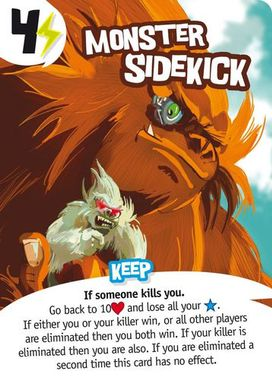 4
MONSTER
SIDEKICK
KEEP
If someone kills you.
Go back to 10 and lose all your .
If either you or your killer win, or all other players
are eliminated then you both win. If your killer is
eliminated then you are also. If you are eliminated a
second time this card has no effect.